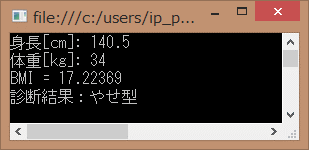 file:///c:/users/ip_p...
身長[cm]: 140.5
体重[kg]: 34
BMI = 17.22369
診断結果：やせ型